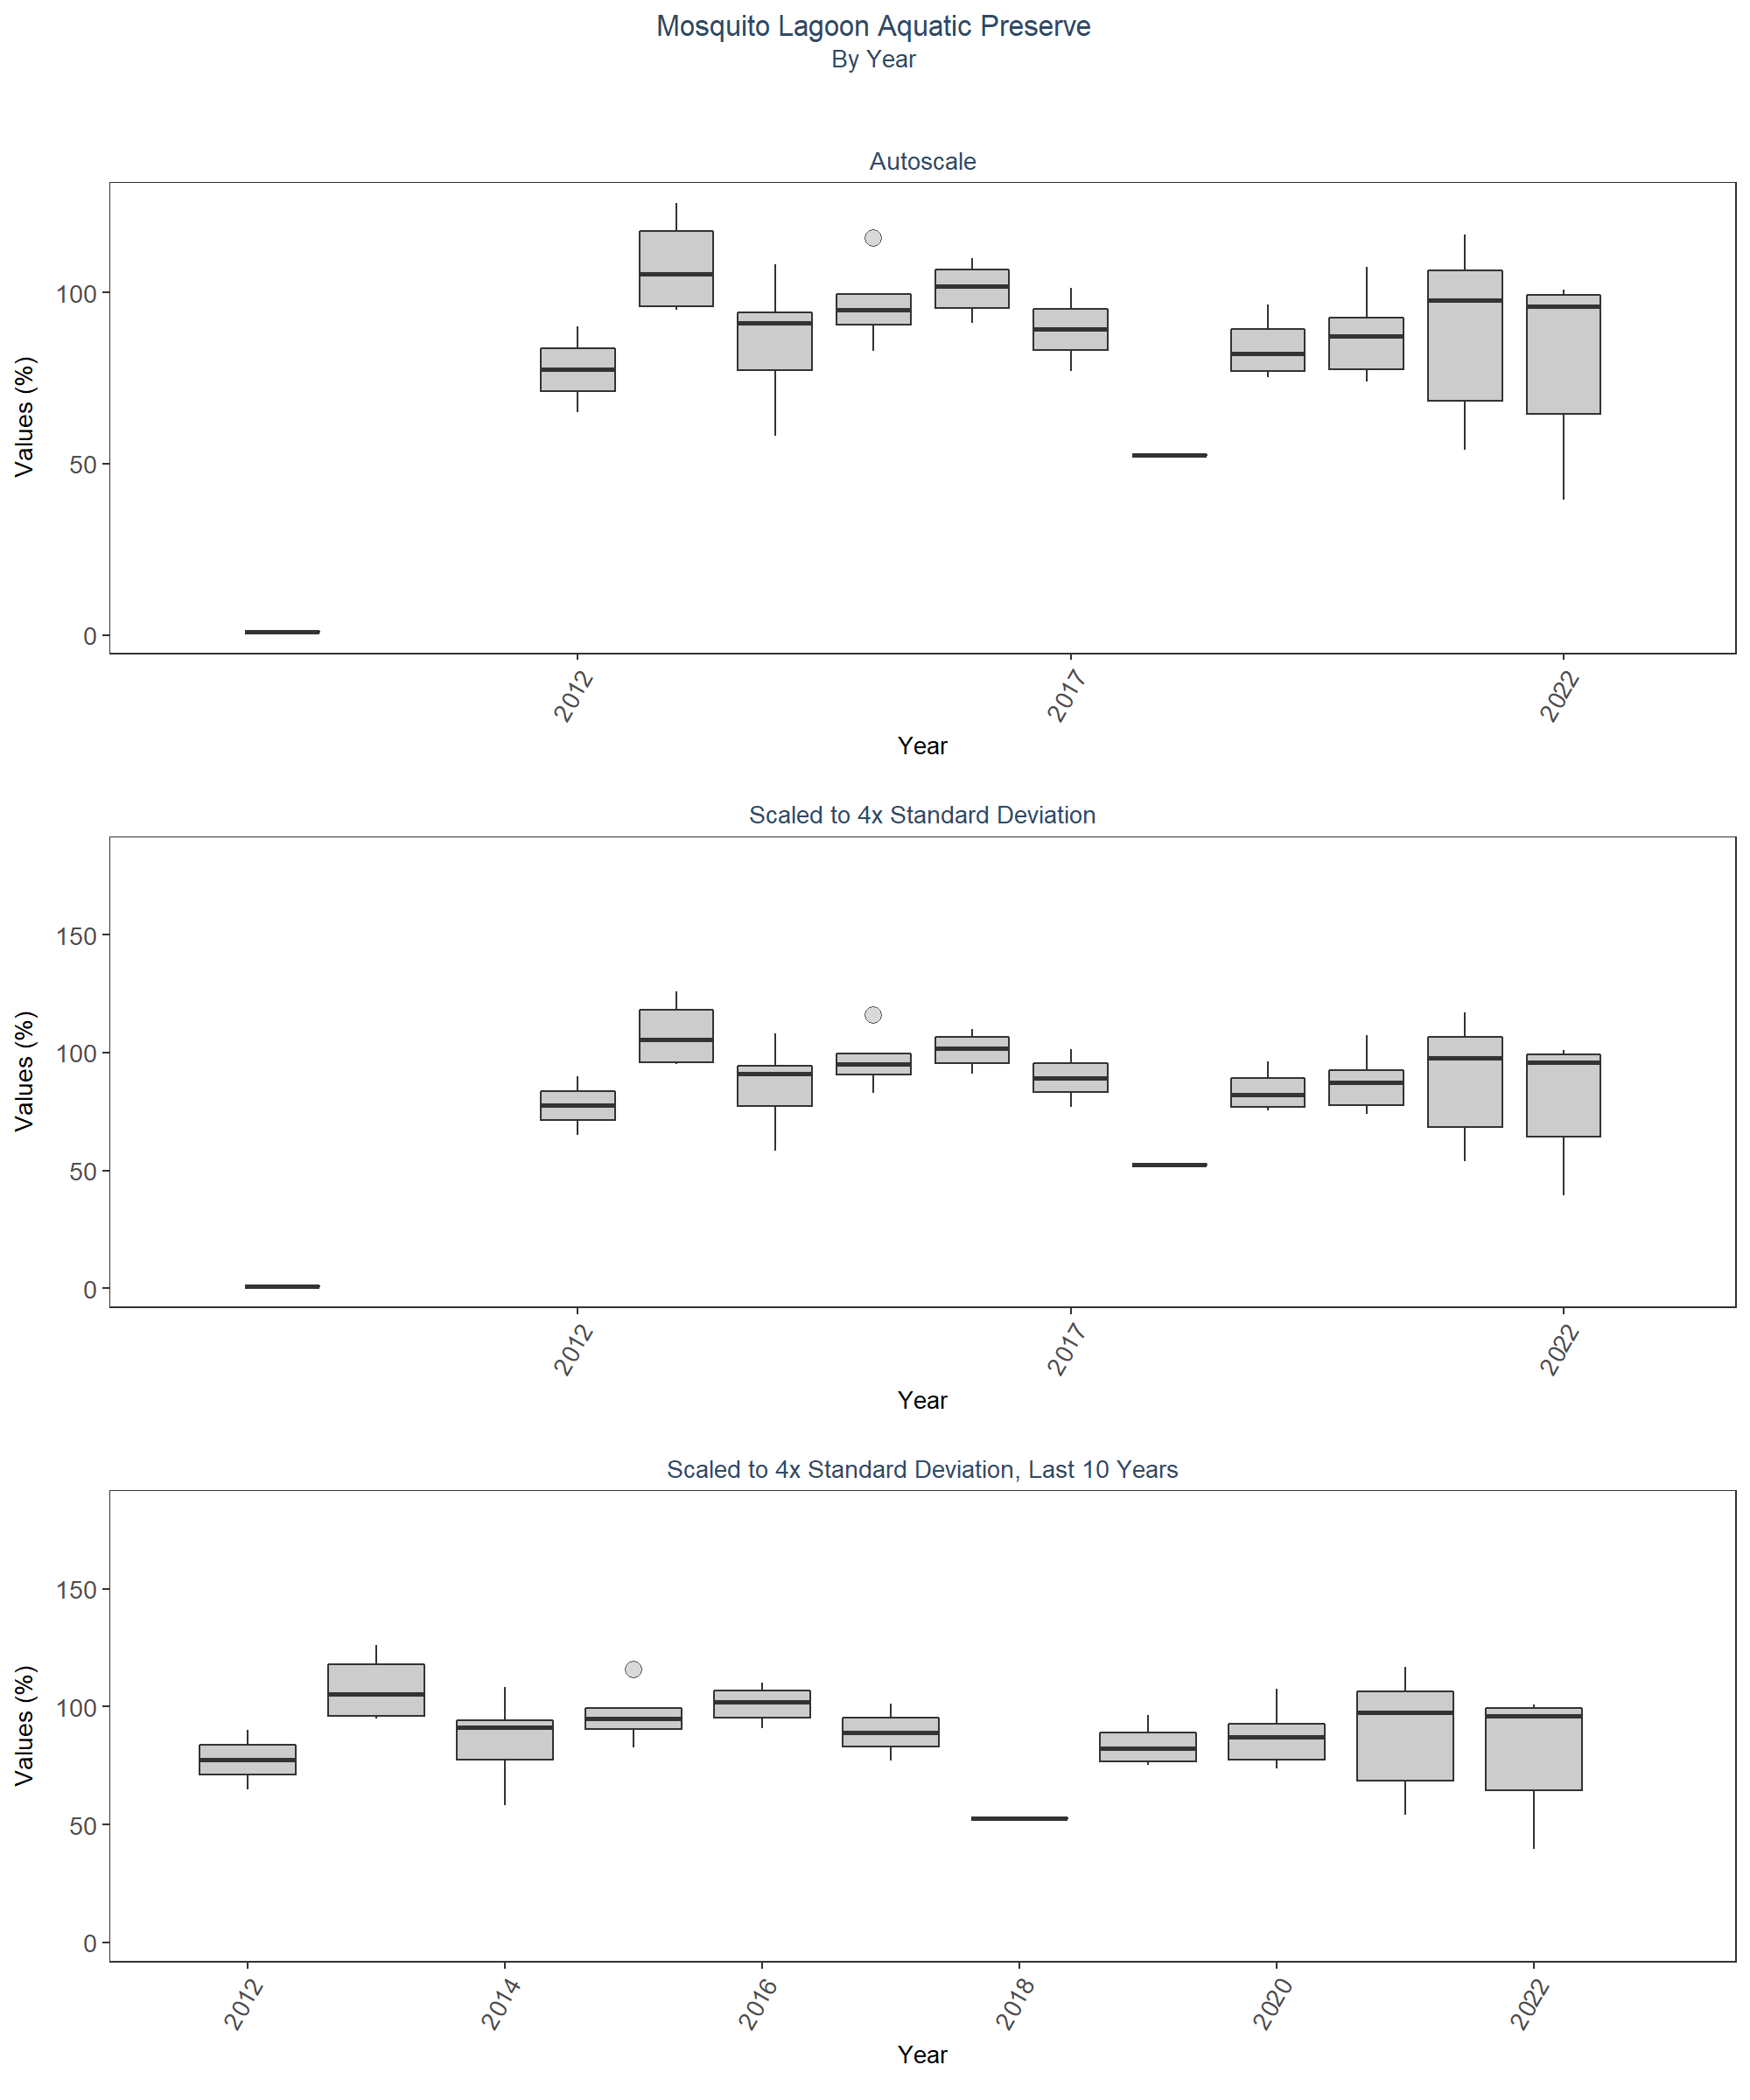 Mosquito Lagoon Aquatic Preserve
By Year
Autoscale
Values (%)
100
50
0
2012
2017
2022
Year
Scaled to 4x Standard Deviation
Values (%)
150
100
50
0
2012
2017
2022
Year
Scaled to 4x Standard Deviation, Last 10 Years
Values (%)
150
100
50
0
2012
2014
2016
2018
2020
2022
Year